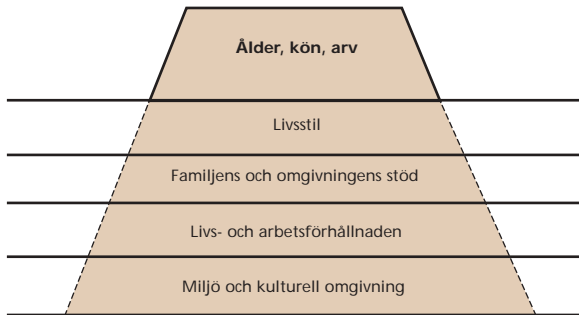 Ålder, kön, arv
Livsstil
Familjens och omgivningens stöd
Livs- och arbetsförhållnaden
Miljö och kulturell omgivning